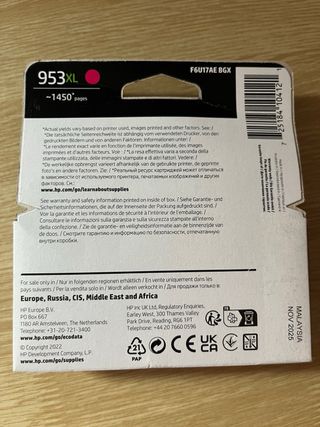 953XL
F6U17AE BGX
~1450* pages
*Actual yields vary based on printer used, images printed and other factors. See: /
*Die tatsächliche Seitenreichweite ist abhängig vom verwendeten Drucker, von den
gedruckten Bildern und von anderen Faktoren. Informationen unter: /
*Le rendement exact varie en fonction de l'imprimante utilisée, des images
imprimées et d'autres facteurs. Voir : / *La resa effettiva varia a seconda della
stampante utilizzata, delle immagini stampate e di altri fattori. Vedere: /
*De werkelijke opbrengst varieert afhankelijk van de gebruikte printer, de geprinte
foto's en andere factoren. Zie: / *Реальный ресурс картриджей может отличаться
в зависимости от используемого принтера, печатаемых изображений и других
факторов. См.:
www.hp.com/go/learnaboutsupplies
See warranty and safety information printed on inside of box. / Siehe Garantie- und
Sicherheitsinformationen, die auf der Innenseite der Packung aufgedruckt sind. /
Voir la garantie et les informations de sécurité imprimées à l'intérieur de la boîte. /
Consultare le informazioni sulla garanzia e sulla sicurezza stampate all'interno
della confezione. / Zie de garantie- en veiligheidsinformatie aan de binnenzijde van
de doos. / Смотрите гарантию и информацию по безопасности, отпечатанную
внутри коробки.
For sale only in / Nur in folgenden regionen erhältlich / En vente uniquement dans les
pays suivants / Per la vendita solo in / Wordt alleen verkocht in / Для продажи только в:
Europe, Russia, CIS, Middle East and Africa
HP Europe B.V.
PO Box 667
1180 AR Amstelveen, The Netherlands
Telephone: +31-20-721-3400
www.hp.com/go/ecodata
© Copyright 2022
HP Development Company, L.P.
www.hp.com/go/supplies
HP Inc UK Ltd, Regulatory Enquiries,
Earley West, 300 Thames Valley
Park Drive, Reading, RG6 1PT
Telephone: +44 20 7660 0596
21
PAP
CE
UK
CA
EAC
MALAYSIA
NOV 2025
7 25184 10412 1